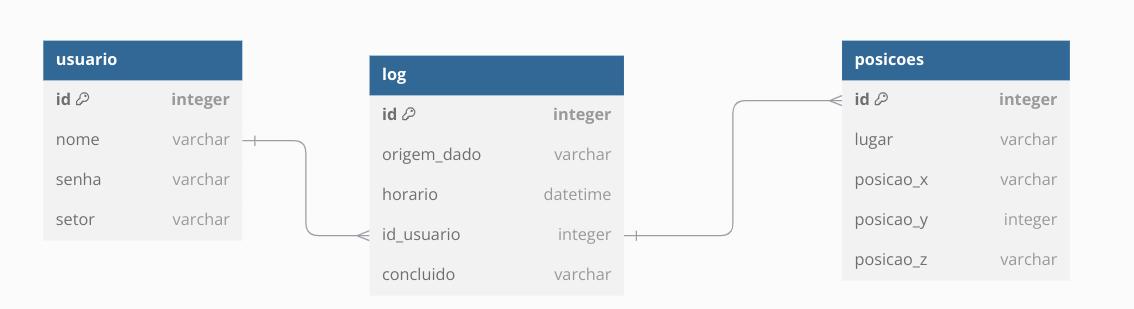 usuario
id integer
nome varchar
senha varchar
setor varchar
log
id integer
origem_dado varchar
horario datetime
id_usuario integer
concluido varchar
posicoes
id integer
lugar varchar
posicao_x varchar
posicao_y integer
posicao_z varchar